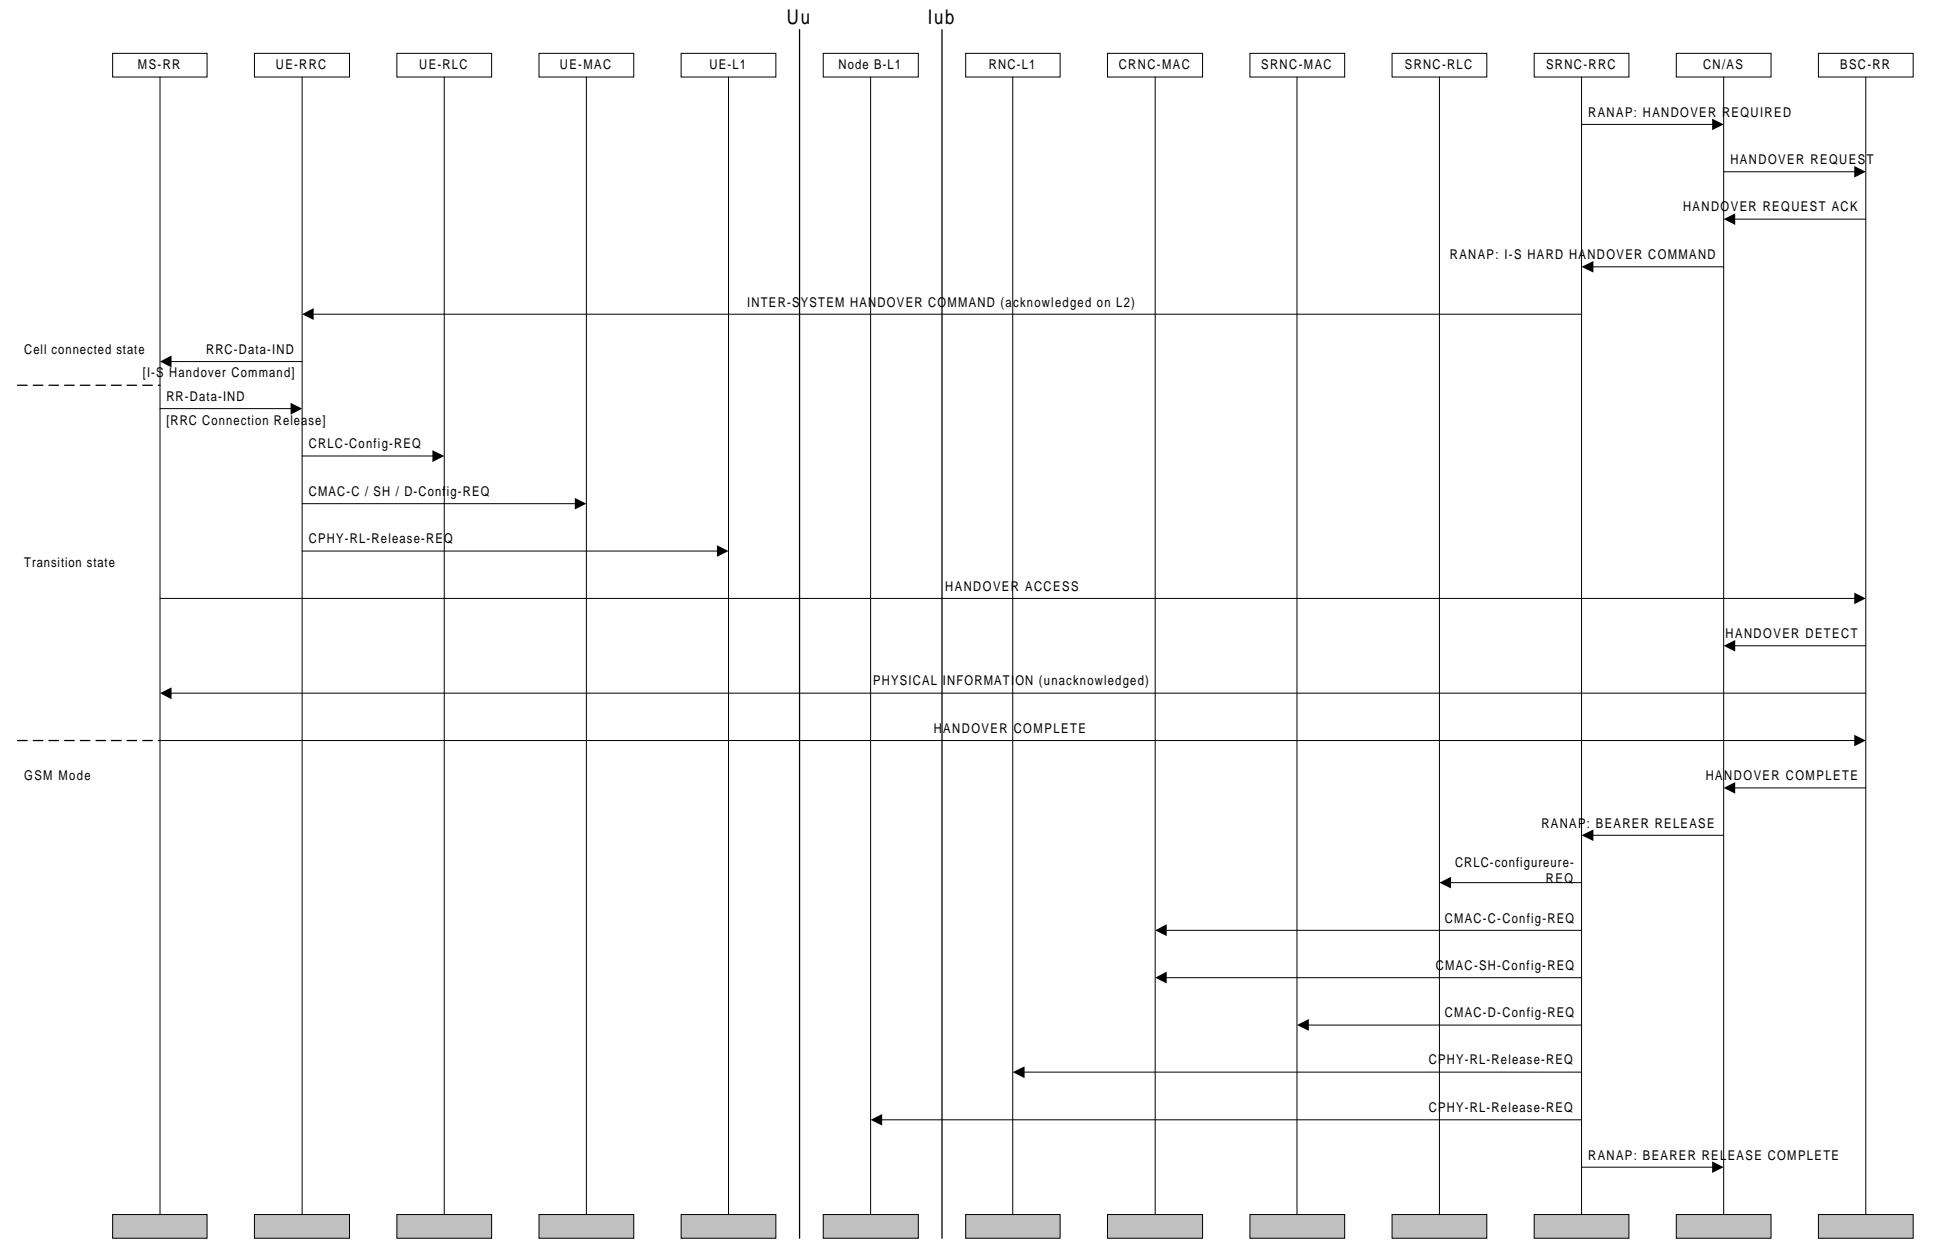 Uu
Iub
MS-RR
UE-RRC
UE-RLC
UE-MAC
UE-L1
Node B-L1
RNC-L1
CRNC-MAC
SRNC-MAC
SRNC-RLC
SRNC-RRC
CN/AS
BSC-RR
RANAP: HANDOVER REQUIRED
HANDOVER REQUEST
HANDOVER REQUEST ACK
RANAP: I-S HARD HANDOVER COMMAND
INTER-SYSTEM HANDOVER COMMAND (acknowledged on L2)
Cell connected state
RRC-Data-IND
[I-S Handover Command]
RR-Data-IND
[RRC Connection Release]
CRLC-Config-REQ
CMAC-C / SH / D-Config-REQ
CPHY-RL-Release-REQ
Transition state
HANDOVER ACCESS
HANDOVER DETECT
PHYSICAL INFORMATION (unacknowledged)
HANDOVER COMPLETE
GSM Mode
HANDOVER COMPLETE
RANAP: BEARER RELEASE
CRLC-configureure-
REQ
CMAC-C-Config-REQ
CMAC-SH-Config-REQ
CMAC-D-Config-REQ
CPHY-RL-Release-REQ
CPHY-RL-Release-REQ
RANAP: BEARER RELEASE COMPLETE